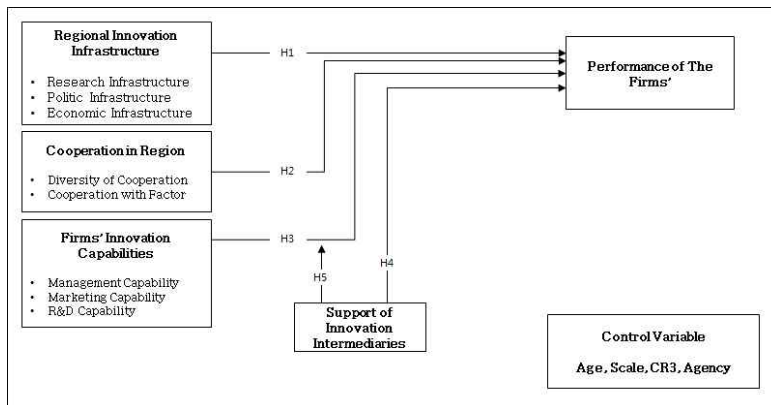 Regional Innovation
Infrastructure
• Research Infrastructure
• Politic Infrastructure
• Economic Infrastructure
H1
Performance of The
Firms'
Cooperation in Region
• Diversity of Cooperation
• Cooperation with Factor
H2
Firms' Innovation
Capabilities
• Management Capability
• Marketing Capability
• R&D Capability
H3
H5
H4
Support of
Innovation
Intermediaries
Control Variable
Age, Scale, CR3, Agency